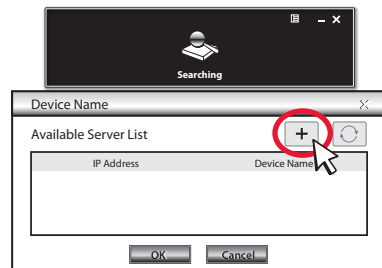 Searching
Device Name
Available Server List
IP Address Device Name
OK Cancel